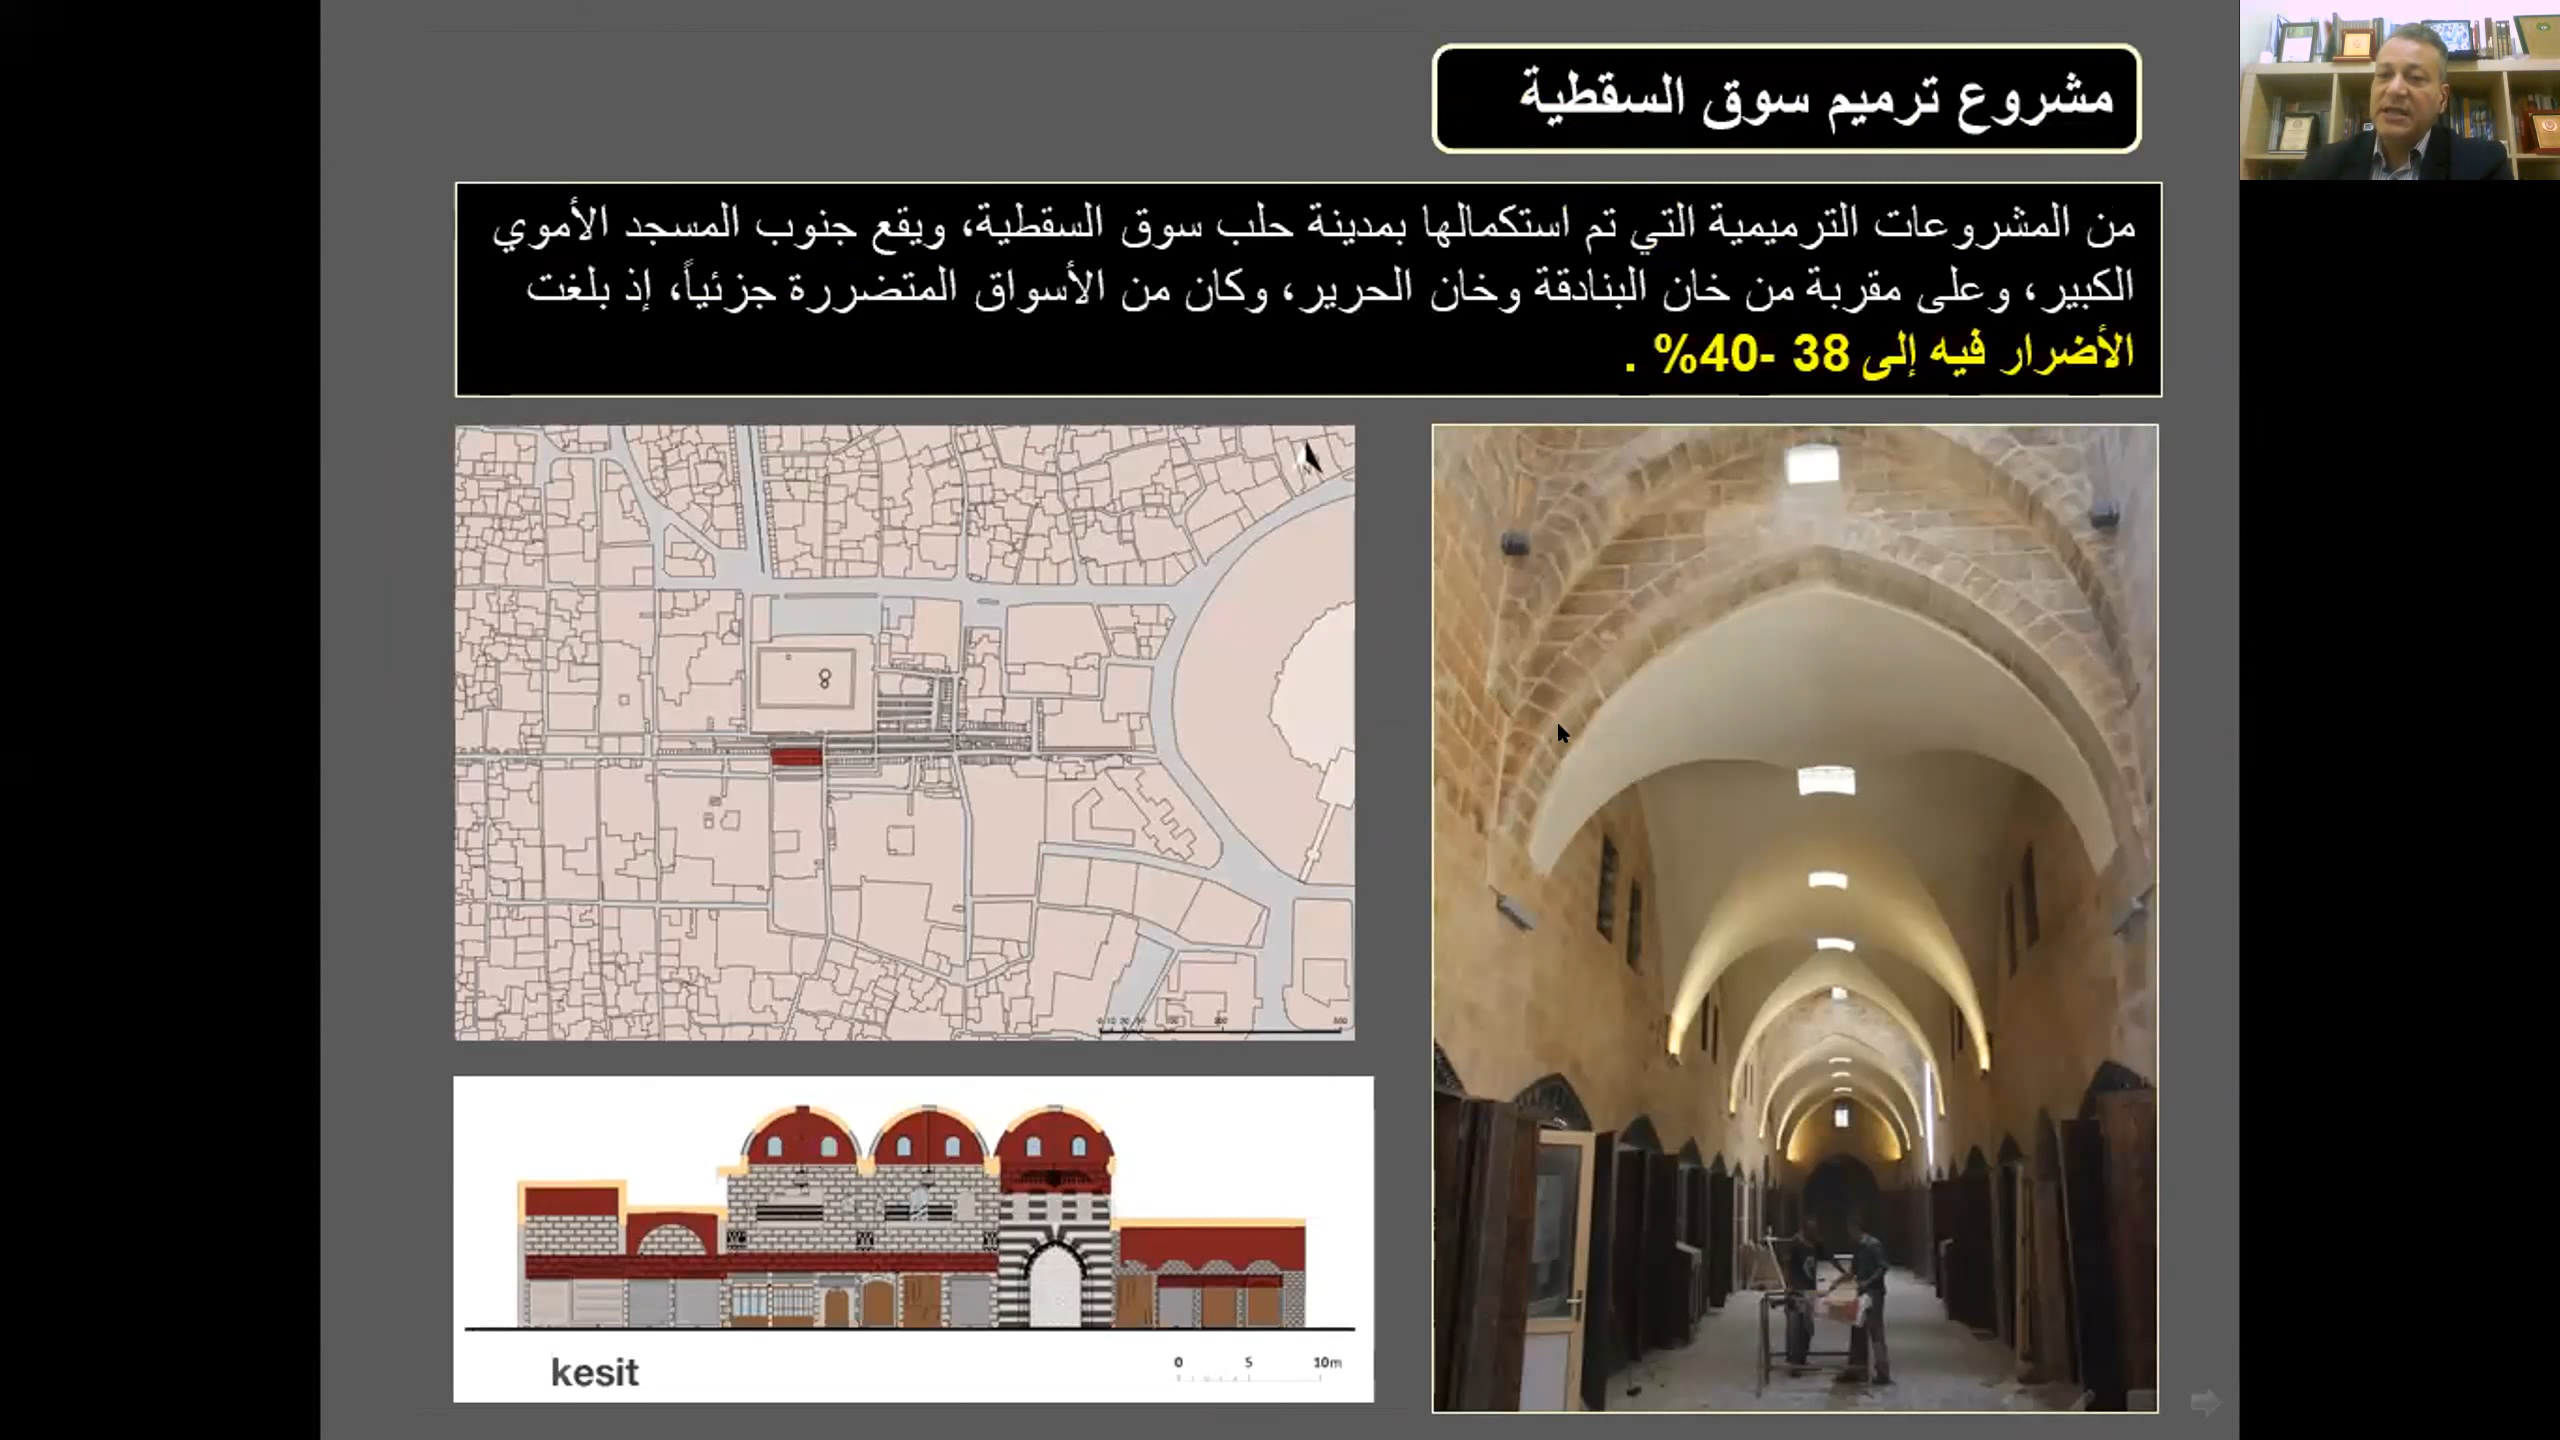 مشروع ترميم سوق السقطية
من المشروعات الترميمية التي تم استكمالها بمدينة حلب سوق السقطية، ويقع جنوب المسجد الأموي
الكبير، وعلى مقربة من خان البنادقة وخان الحرير، وكان من الأسواق المتضررة جزئياً، إذ بلغت
الأضرار فيه إلى 38 -40% .
kesit
0 5 10m